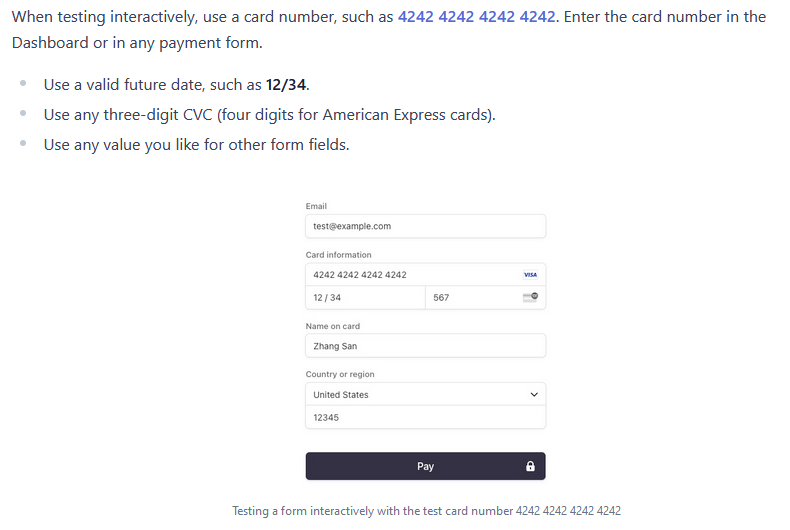 When testing interactively, use a card number, such as 4242 4242 4242 4242. Enter the card number in the
Dashboard or in any payment form.
Use a valid future date, such as 12/34.
Use any three-digit CVC (four digits for American Express cards).
Use any value you like for other form fields.
Email
test@example.com
Card information
4242 4242 4242 4242 VISA
12 / 34 567
Name on card
Zhang San
Country or region
United States
12345
Pay
Testing a form interactively with the test card number 4242 4242 4242 4242